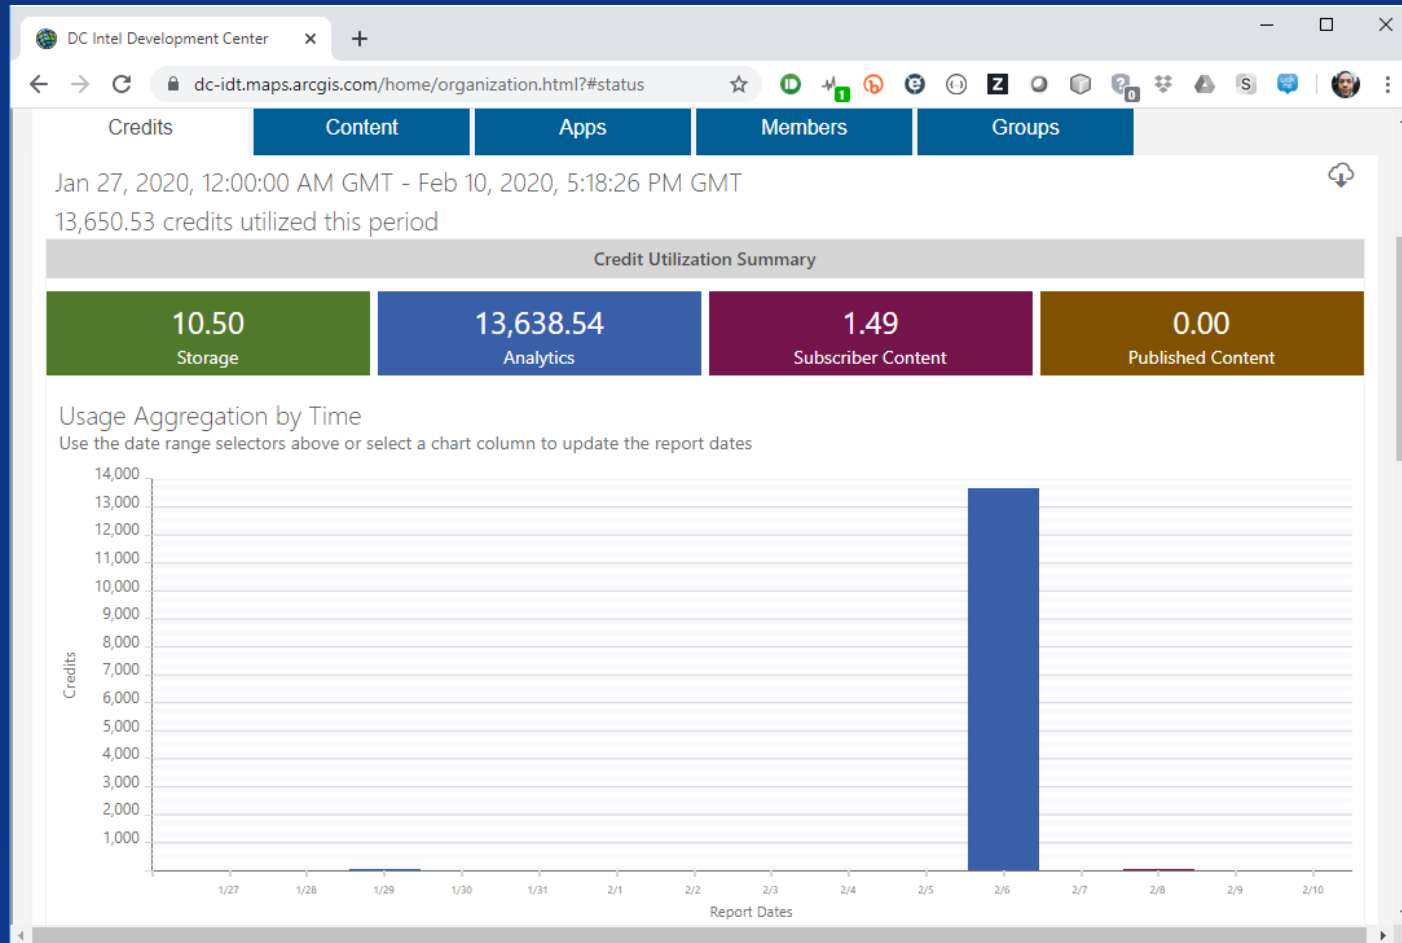 DC Intel Development Center
dc-idt.maps.arcgis.com/home/organization.html?#status
1
Z
0
S
Credits Content Apps Members Groups
Jan 27, 2020, 12:00:00 AM GMT - Feb 10, 2020, 5:18:26 PM GMT
13,650.53 credits utilized this period
Credit Utilization Summary
10.50 13,638.54 1.49 0.00
Storage Analytics Subscriber Content Published Content
Usage Aggregation by Time
Use the date range selectors above or select a chart column to update the report dates
14,000
13,000
12,000
11,000
10,000
9,000
8,000
7,000
6,000
5,000
4,000
3,000
2,000
1,000
Credits
1/27 1/28 1/29 1/30 1/31 2/1 2/2 2/3 2/4 2/5 2/6 2/7 2/8 2/9 2/10
Report Dates